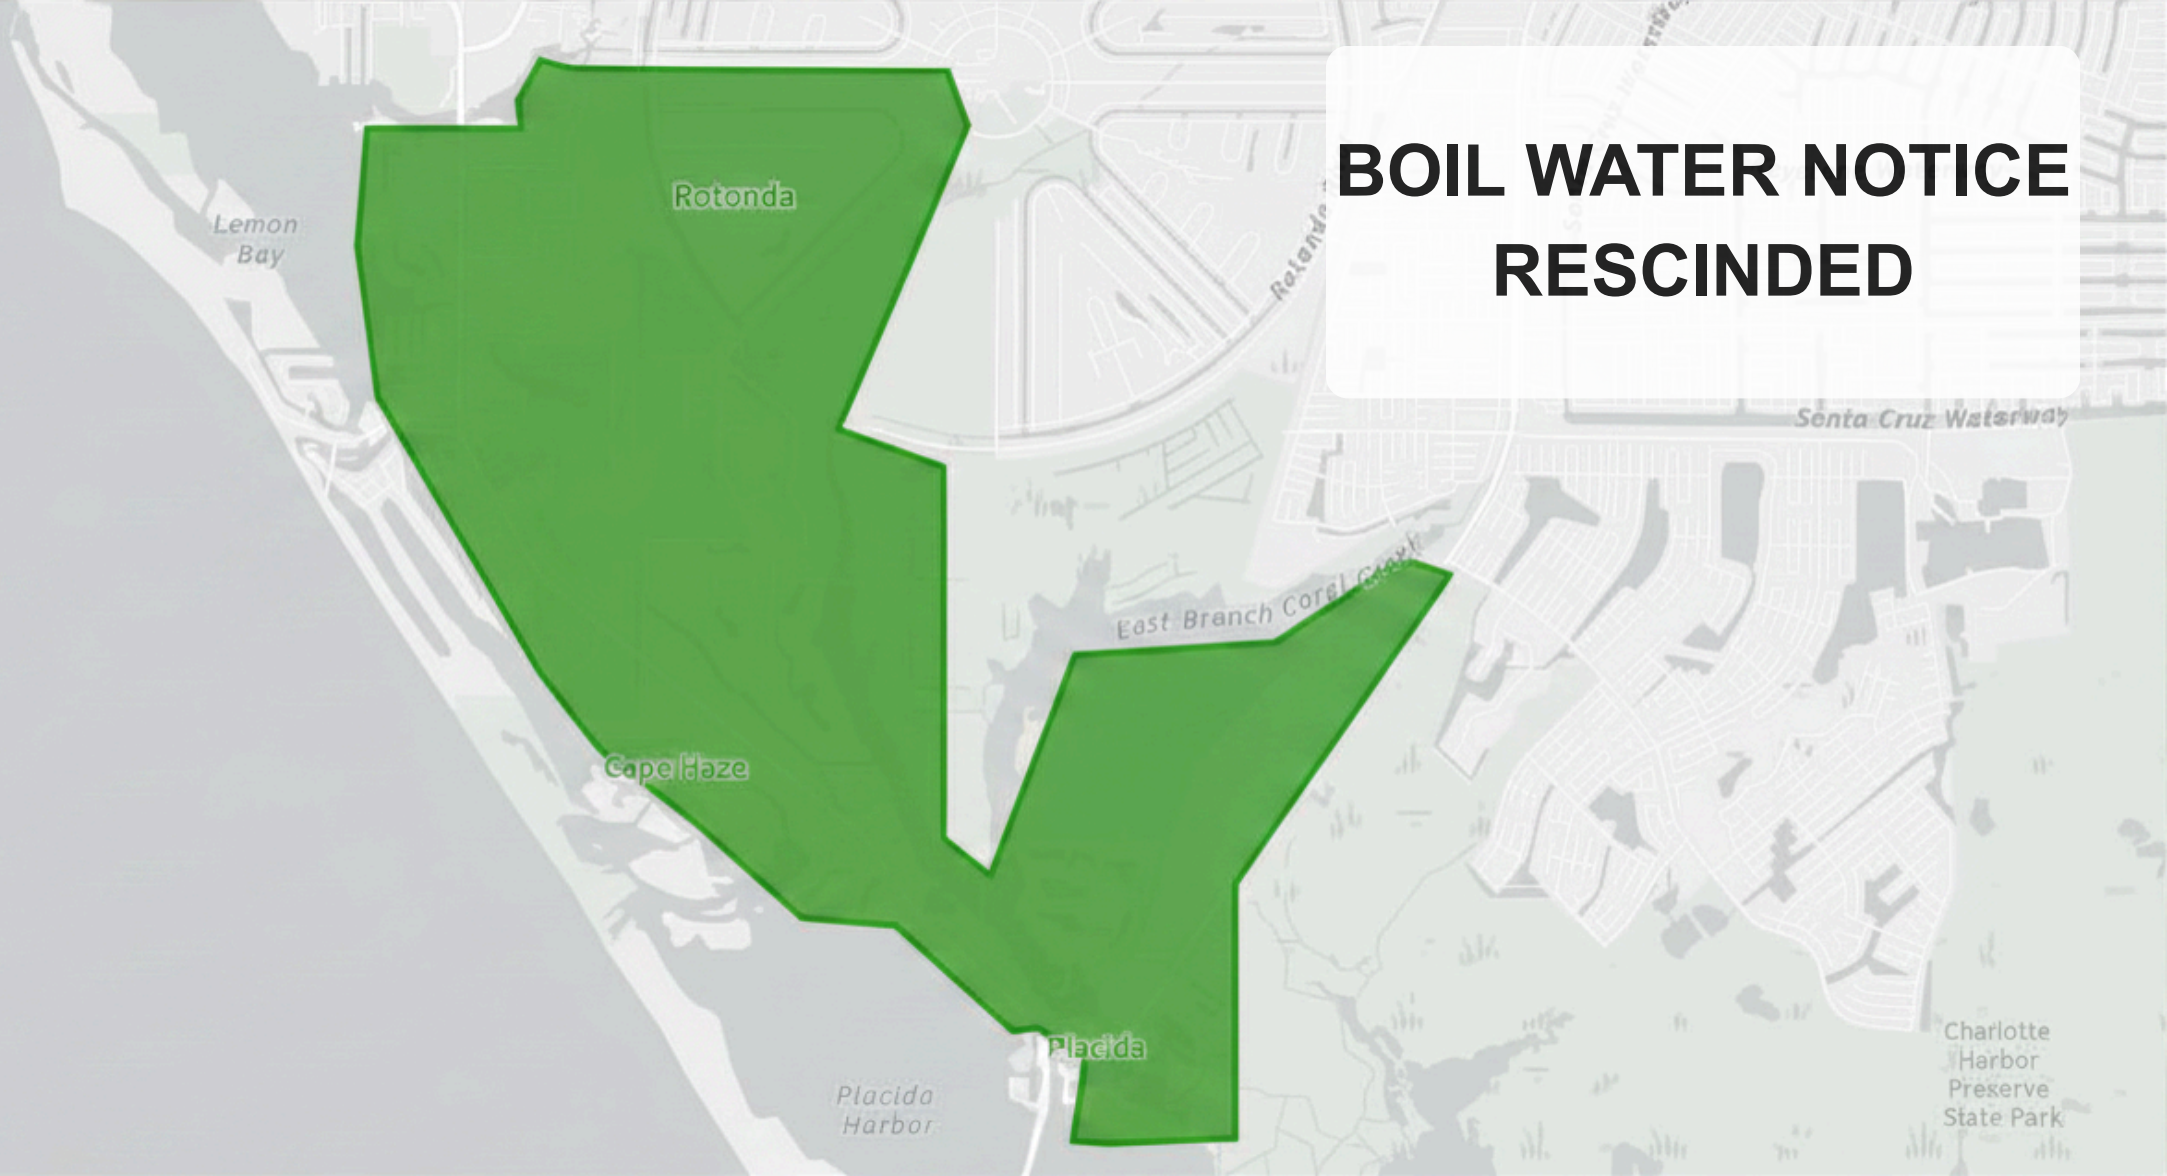 BOIL WATER NOTICE
RESCINDED
Rotonda
Lemon
Bay
Senta Cruz Waterway
East Branch Coral Creek
Cape Haze
Placida
Placida
Harbor
Charlotte
Harbor
Preserve
State Park